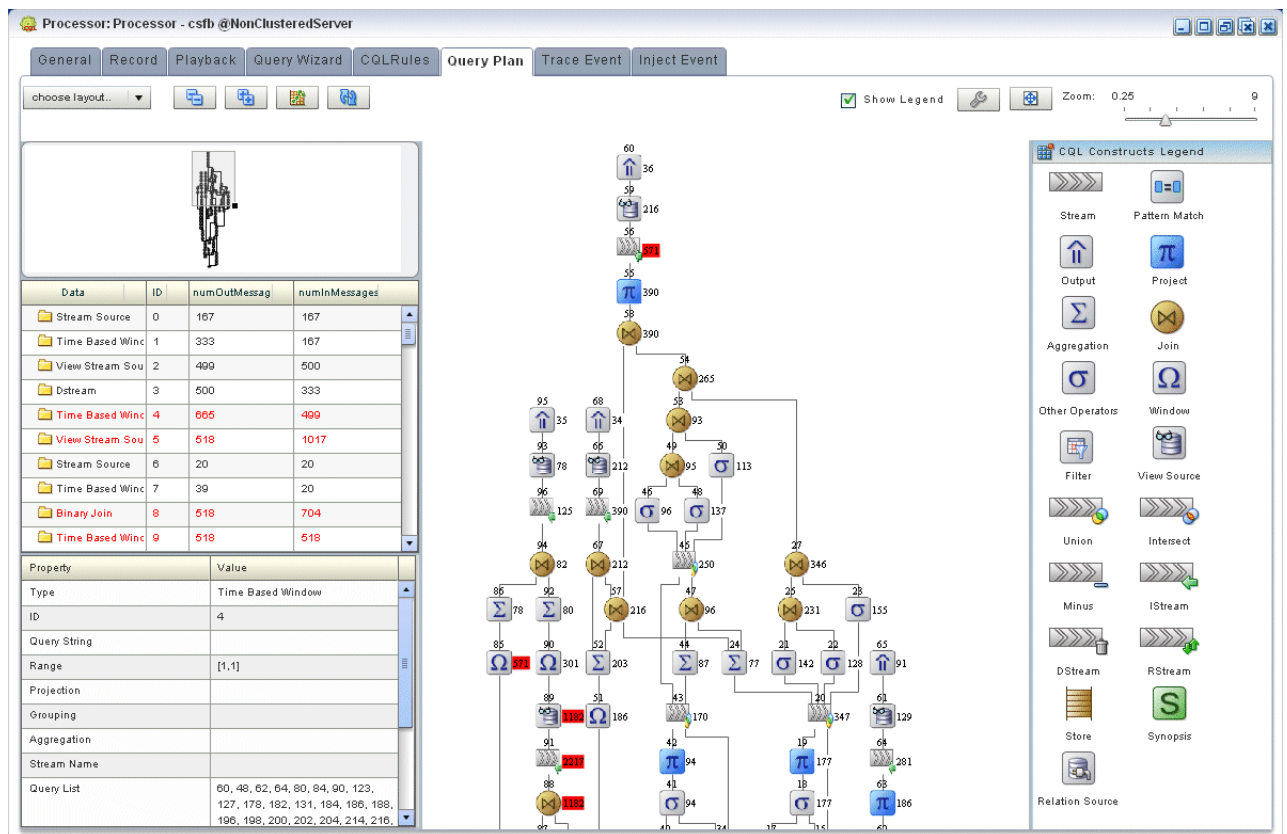 Processor: Processor - csfb @NonClusteredServer
General Record Playback Query Wizard CQLRules Query Plan Trace Event Inject Event
choose layout.. Show Legend Zoom: 0.25 9
Data ID numOutMessag numInMessages
Stream Source 0 167 167
Time Based Winc 1 333 167
View Stream Sou 2 499 500
Dstream 3 500 333
Time Based Winc 4 665 499
View Stream Sou 5 518 1017
Stream Source 6 20 20
Time Based Winc 7 39 20
Binary Join 8 518 704
Time Based Winc 9 518 518
Property Value
Type Time Based Window
ID 4
Query String
Range [1,1]
Projection
Grouping
Aggregation
Stream Name
Query List 60, 48, 62, 64, 80, 84, 90, 123,
127, 178, 182, 131, 184, 186, 188,
196, 198, 200, 202, 204, 214, 216,
60
36
59
216
56
571
55
π 390
58
390
54
265
95 68 53
35 34 93
93 66 49 50
78 212 95 σ 113
96 69 46 48
125 390 σ 96 σ 137
94 67 45 27
82 212 250 346
86 92 57 47 25 23
Σ 78 Σ 80 216 96 231 σ 155
85 90 52 44 24 21 22 65
Ω 571 Ω 301 Σ 203 Σ 87 Σ 77 σ 142 σ 128 91
89 51 43 20 61
1182 Ω 186 170 347 129
91 42 19 64
2217 π 94 π 177 281
88 41 18 63
1182 σ 94 σ 177 π 186
87 40 34 17 15 60
CQL Constructs Legend
Stream Pattern Match
π
Output Project
Σ
Aggregation Join
σ Ω
Other Operators Window
Filter View Source
Union Intersect
Minus IStream
DStream RStream
S
Store Synopsis
Relation Source